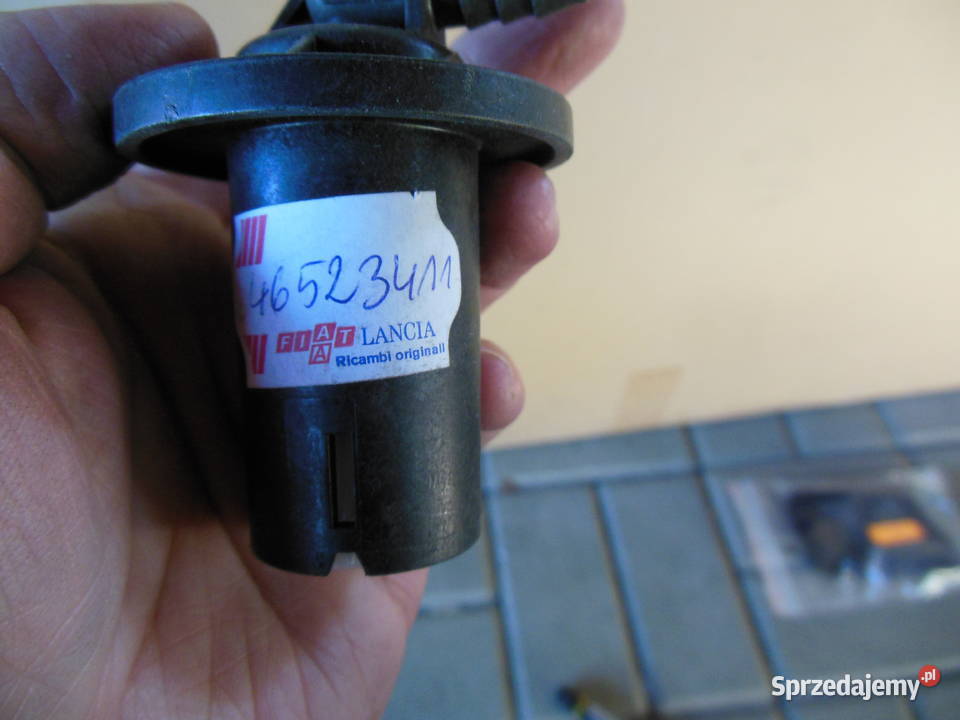 46523411
FIAT LANCIA
Ricambi originali
Sprzedajemy.pl